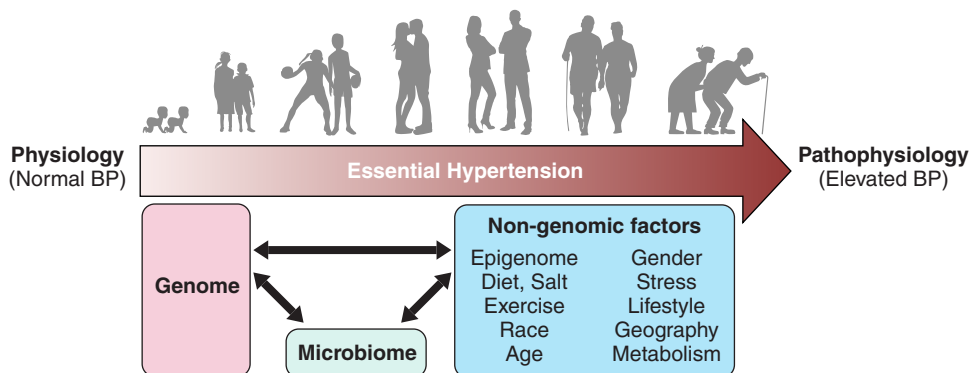 Physiology
(Normal BP)
Essential Hypertension
Pathophysiology
(Elevated BP)
Genome
Microbiome
Non-genomic factors
Epigenome Gender
Diet, Salt Stress
Exercise Lifestyle
Race Geography
Age Metabolism